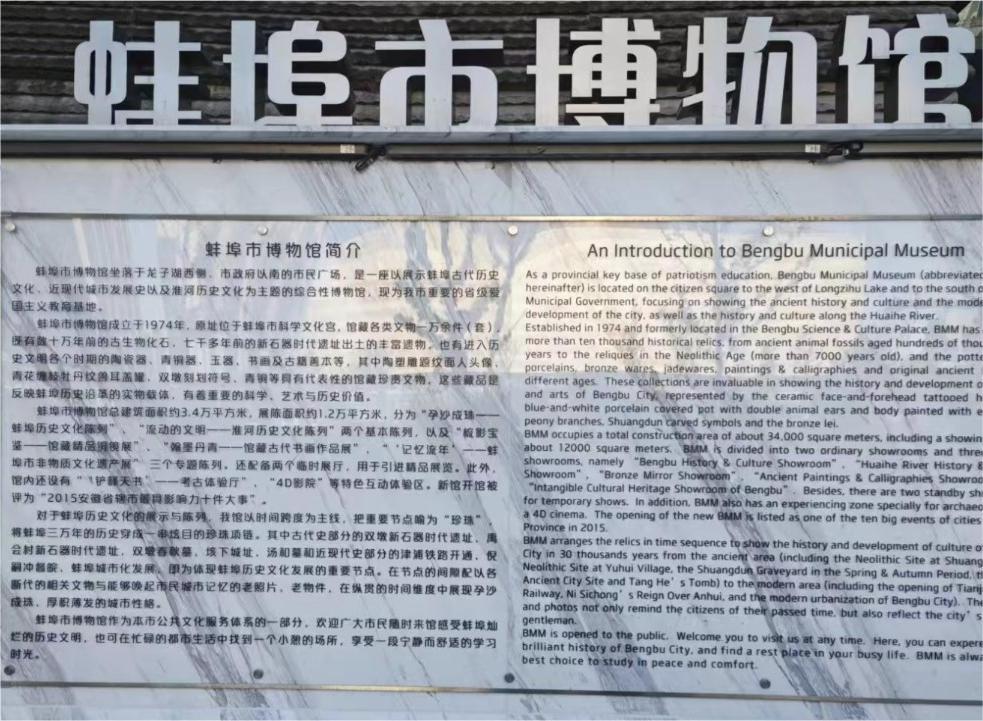 蚌埠市博物馆
蚌埠市博物馆简介
蚌埠市博物馆坐落于龙子湖西侧、市政府以南的市民广场,是一座以展示蚌埠古代历史
文化、近现代城市发展史以及淮河历史文化为主题的综合性博物馆,现为我市重要的省级爱
国主义教育基地。
蚌埠市博物馆成立于1974年,原址位于蚌埠市科学文化宫,馆藏各类文物一万余件(套),
既有数十万年前的古生物化石,七千多年前的新石器时代遗址出土的丰富遗物,也有进入历
史文明各个时期的陶瓷器、青铜器、玉器、书画及古籍善本等,其中陶塑雕题纹面人头像、
青花缠枝牡丹纹兽耳盖罐、双墩刻划符号、青铜等具有代表性的馆藏珍贵文物,这些藏品是
反映蚌埠历史沿革的实物载体,有着重要的科学、艺术与历史价值。
蚌埠市博物馆总建筑面积约3.4万平方米,展陈面积约1.2万平方米,分为“孕沙成珠——
蚌埠历史文化陈列”、“流动的文明——淮河历史文化陈列”两个基本陈列,以及“皖影宝
鉴——馆藏精品铜镜展”、“翰墨丹青——馆藏古代书画作品展”、“记忆流年——蚌
埠市非物质文化遗产展”三个专题陈列。还配备两个临时展厅,用于引进精品展览。此外,
馆内还设有“铲释天书——考古体验厅”、“4D影院”等特色互动体验区。新馆开馆被
评为“2015安徽省辖市最具影响力十件大事”。
对于蚌埠历史文化的展示与陈列,我馆以时间跨度为主线,把重要节点喻为“珍珠”,
将蚌埠三万年的历史穿成一串炫目的珍珠项链。其中古代史部分的双墩新石器时代遗址、禹
会村新石器时代遗址、双墩春秋墓、垓下城址、汤和墓和近现代史部分的津浦铁路开通、倪
嗣冲督皖、蚌埠城市化发展,即为体现蚌埠历史文化发展的重要节点。在节点的间隙配以各
断代的相关文物与能够唤起市民城市记忆的老照片、老物件,在纵贯的时间维度中展现孕沙
成珠,厚积薄发的城市性格。
蚌埠市博物馆作为本市公共文化服务体系的一部分,欢迎广大市民随时来馆感受蚌埠灿
烂的历史文明,也可在忙碌的都市生活中找到一个小憩的场所,享受一段宁静而舒适的学习
时光。
An Introduction to Bengbu Municipal Museum
As a provincial key base of patriotism education, Bengbu Municipal Museum (abbreviated
hereinafter) is located on the citizen square to the west of Longzihu Lake and to the south o
Municipal Government, focusing on showing the ancient history and culture and the mode
development of the city, as well as the history and culture along the Huaihe River.
Established in 1974 and formerly located in the Bengbu Science & Culture Palace, BMM has
more than ten thousand historical relics, from ancient animal fossils aged hundreds of thou
years to the reliques in the Neolithic Age (more than 7000 years old), and the potte
porcelains, bronze wares, jadewares, paintings & calligraphies and original ancient
different ages. These collections are invaluable in showing the history and development o
and arts of Bengbu City, represented by the ceramic face-and-forehead tattooed h
blue-and-white porcelain covered pot with double animal ears and body painted with e
peony branches, Shuangdun carved symbols and the bronze lei.
BMM occupies a total construction area of about 34,000 square meters, including a showin
about 12000 square meters. BMM is divided into two ordinary showrooms and three
showrooms, namely "Bengbu History & Culture Showroom", "Huaihe River History &
Showroom", "Bronze Mirror Showroom", "Ancient Paintings & Calligraphies Showroo
"Intangible Cultural Heritage Showroom of Bengbu". Besides, there are two standby sh
for temporary shows. In addition, BMM also has an experiencing zone specially for archaeo
a 4D cinema. The opening of the new BMM is listed as one of the ten big events of cities
Province in 2015.
BMM arranges the relics in time sequence to show the history and development of culture o
City in 30 thousand years from the ancient area (including the Neolithic Site at Shuang
Neolithic Site at Yuhui Village, the Shuangdun Graveyard in the Spring & Autumn Period, t
Ancient City Site and Tang He's Tomb) to the modern area (including the opening of Tianj
Railway, Ni Sichong's Reign Over Anhui, and the modern urbanization of Bengbu City). The
and photos not only remind the citizens of their passed time, but also reflect the city's
gentleman.
BMM is opened to the public. Welcome you to visit us at any time. Here, you can exper
brilliant history of Bengbu City, and find a rest place in your busy life. BMM is alwa
best choice to study in peace and comfort.